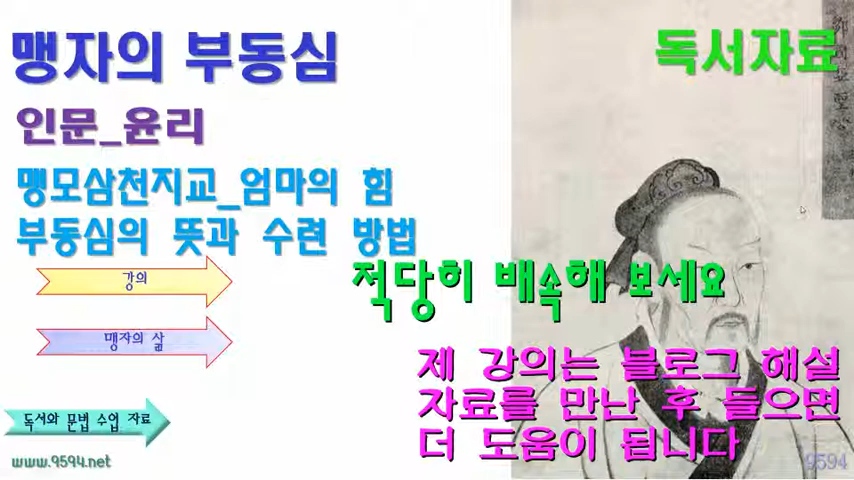 맹자의 부동심
독서자료
인문_윤리
맹모삼천지교_엄마의 힘
부동심의 뜻과 수련 방법
강의
적당히 배속해 보세요
맹자의 삶
제 강의는 블로그 해설
자료를 만난 후 들으면
더 도움이 됩니다
독서와 문법 수업 자료
www.9594.net
9594